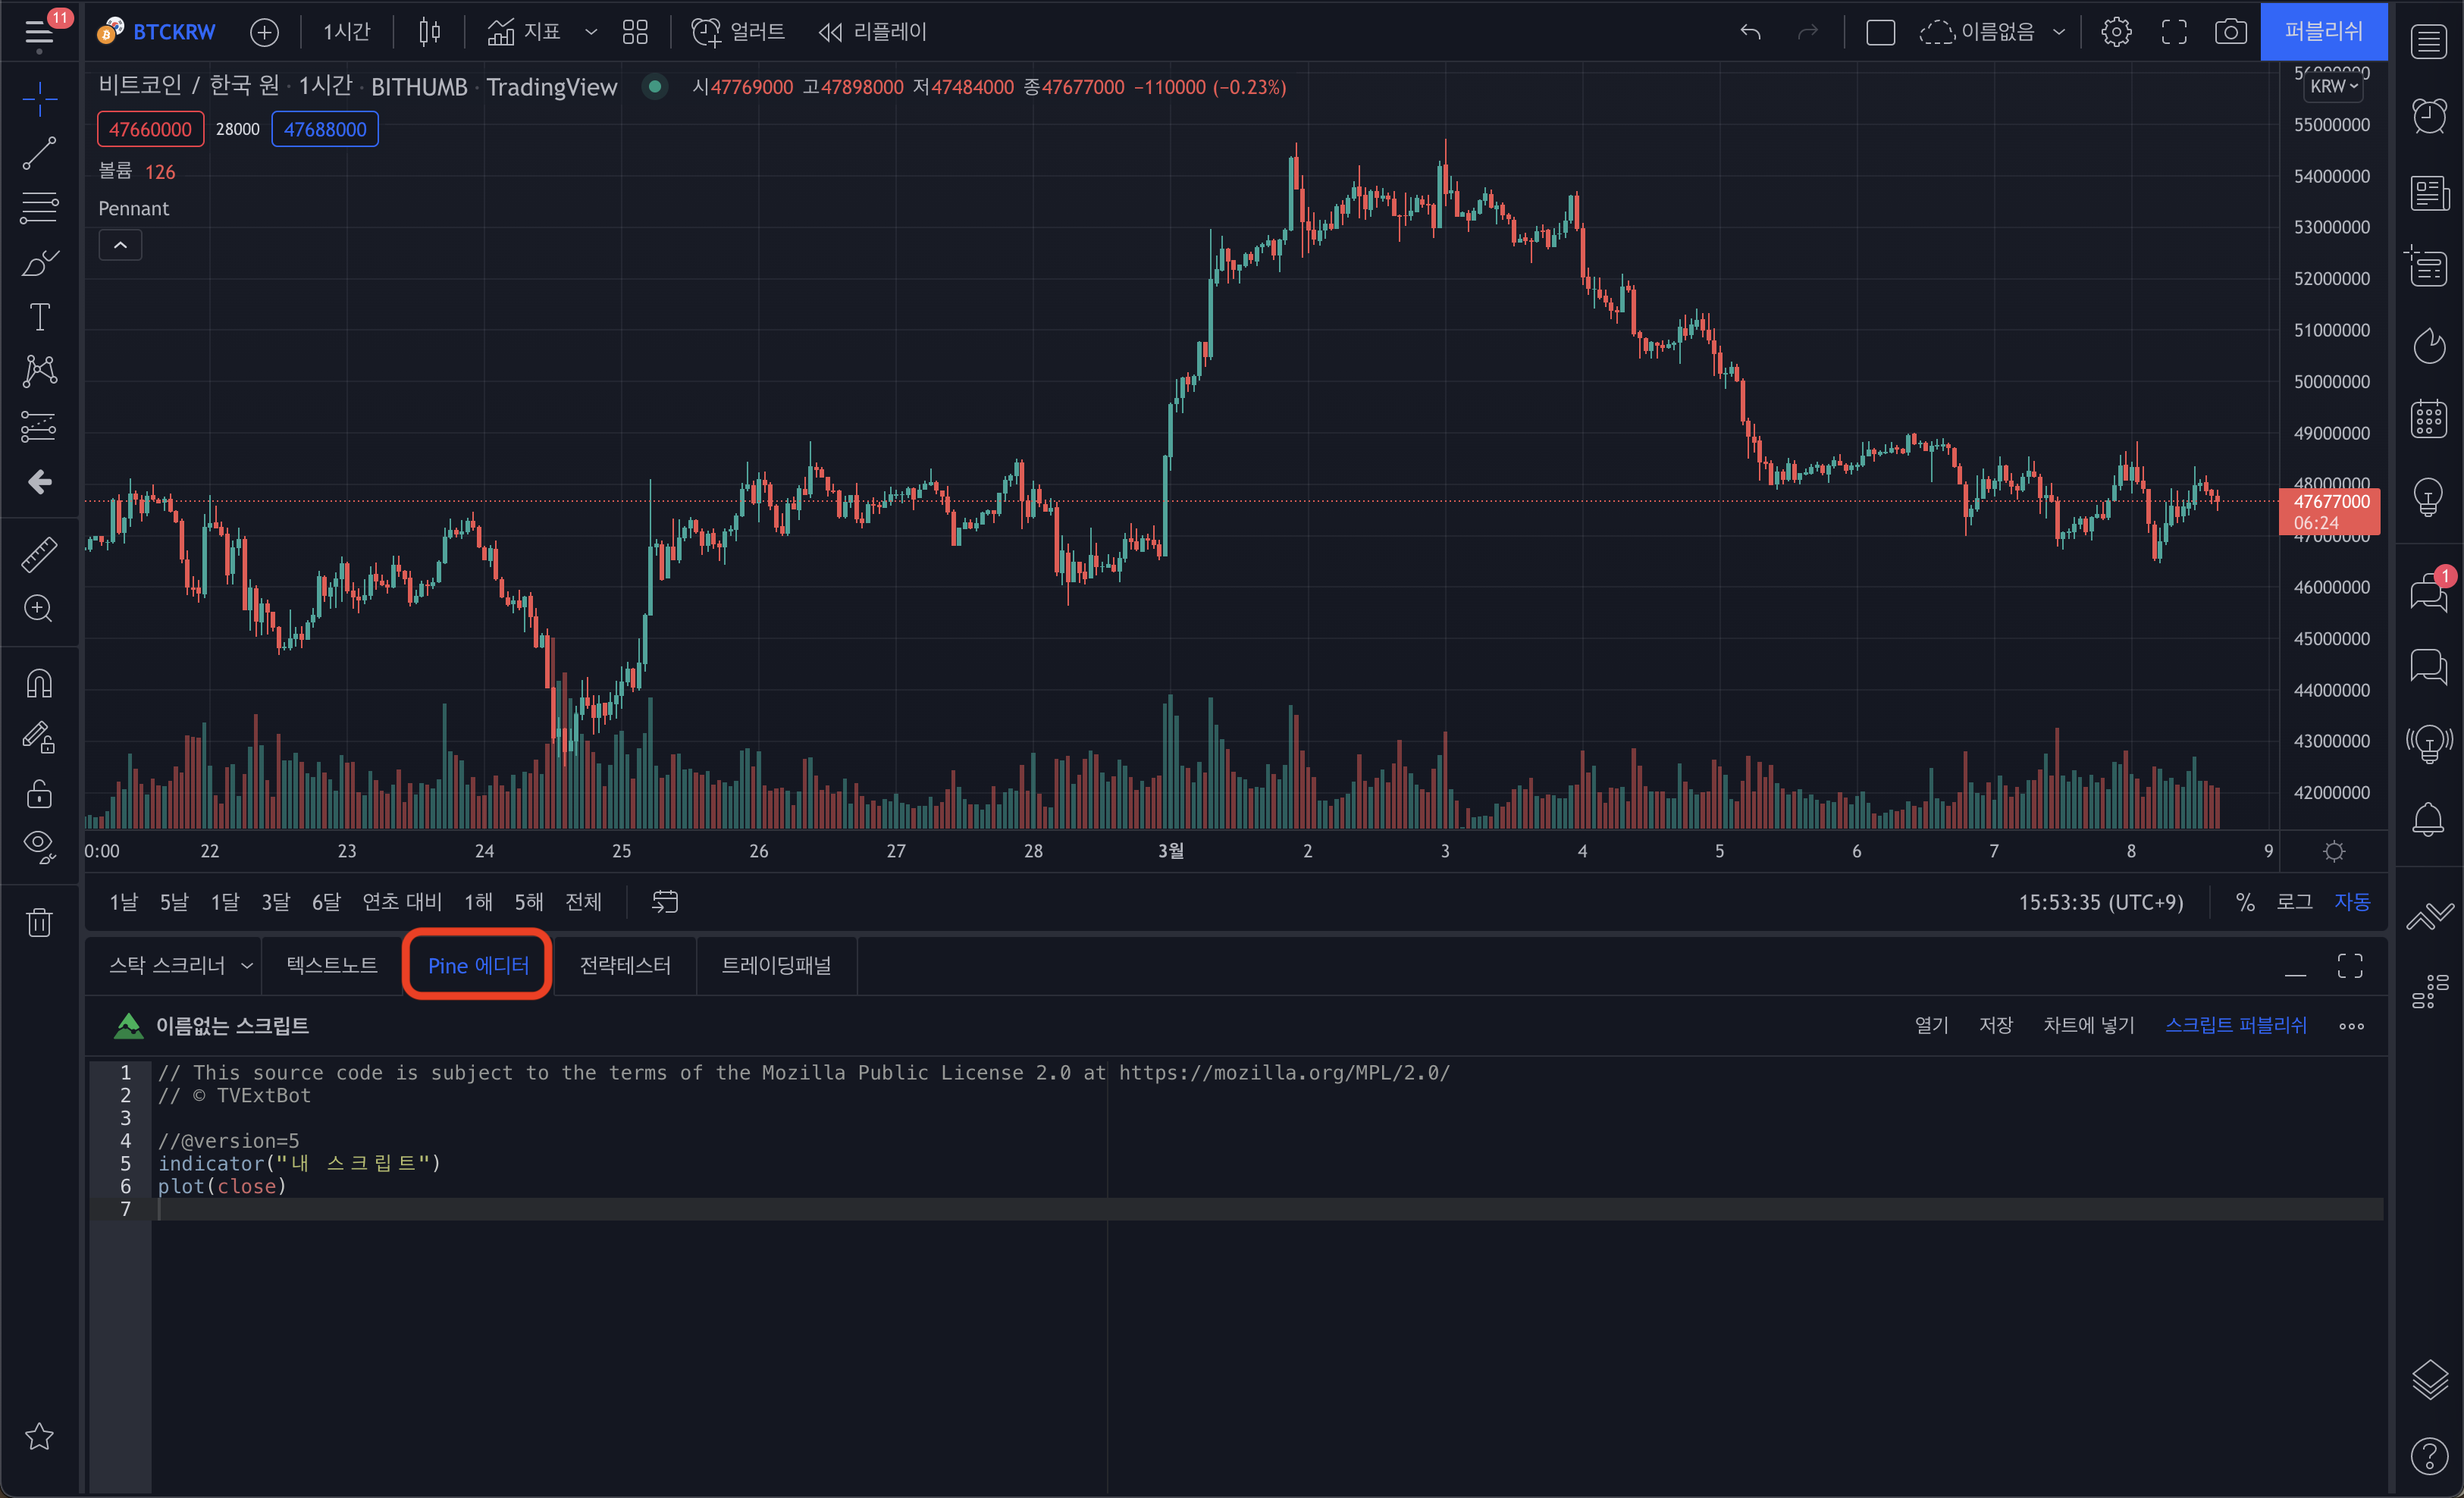 11
BTCKRW
1시간
지표
얼러트
리플레이
이름없음
퍼블리쉬
비트코인 / 한국 원 · 1시간 · BITHUMB · TradingView
시47769000 고47898000 저47484000 종47677000 −110000 (−0.23%)
KRW
47660000 28000 47688000
볼륨 126
Pennant
56000000
55000000
54000000
53000000
52000000
51000000
50000000
49000000
48000000
47677000
06:24
47000000
46000000
45000000
44000000
43000000
42000000
1
0:00 22 23 24 25 26 27 28 3월 2 3 4 5 6 7 8 9
1날 5날 1달 3달 6달 연초 대비 1해 5해 전체
15:53:35 (UTC+9) % 로그 자동
스탁 스크리너 텍스트노트 Pine 에디터 전략테스터 트레이딩패널
이름없는 스크립트
열기 저장 차트에 넣기 스크립트 퍼블리쉬
1 // This source code is subject to the terms of the Mozilla Public License 2.0 at https://mozilla.org/MPL/2.0/
2 // © TVExtBot
3
4 //@version=5
5 indicator("내 스크립트")
6 plot(close)
7